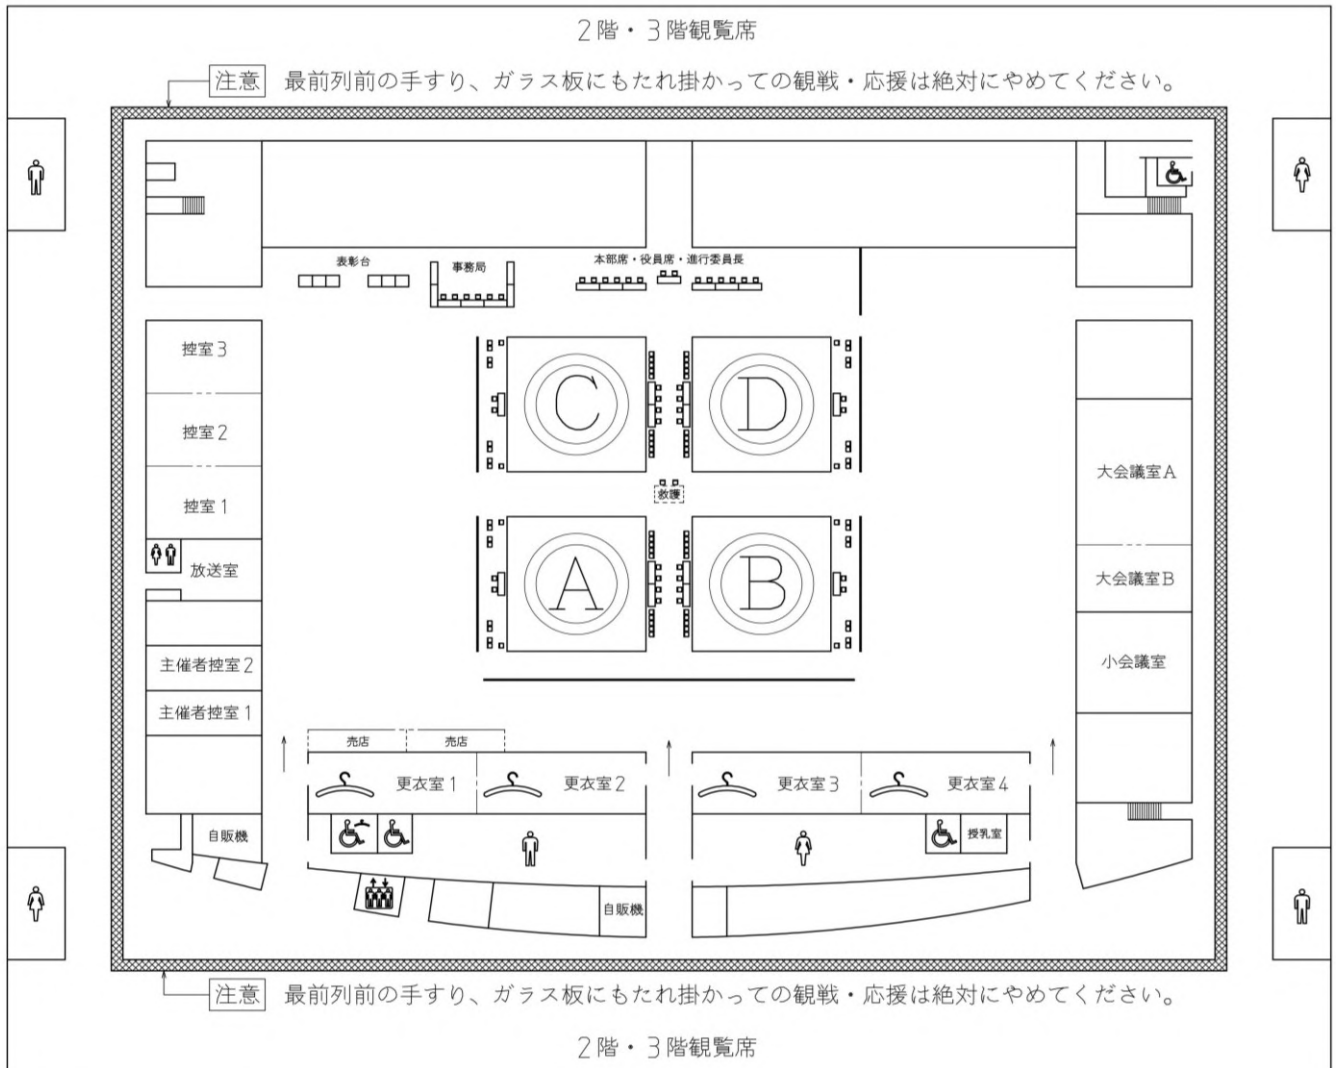 2階・3階観覧席
注意 最前列前の手すり、ガラス板にもたれ掛かっての観戦・応援は絶対にやめてください。
表彰台
事務局
本部席・役員席・進行委員長
控室3
控室2
控室1
放送室
主催者控室2
主催者控室1
自販機
C
D
救護
A
B
大会議室A
大会議室B
小会議室
売店
売店
更衣室1
更衣室2
更衣室3
更衣室4
授乳室
自販機
注意 最前列前の手すり、ガラス板にもたれ掛かっての観戦・応援は絶対にやめてください。
2階・3階観覧席